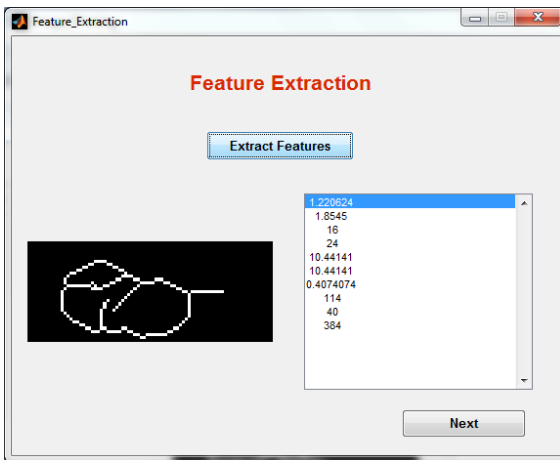 Feature_Extraction
Feature Extraction
Extract Features
1.220624
1.8545
16
24
10.44141
10.44141
0.4074074
114
40
384
Next